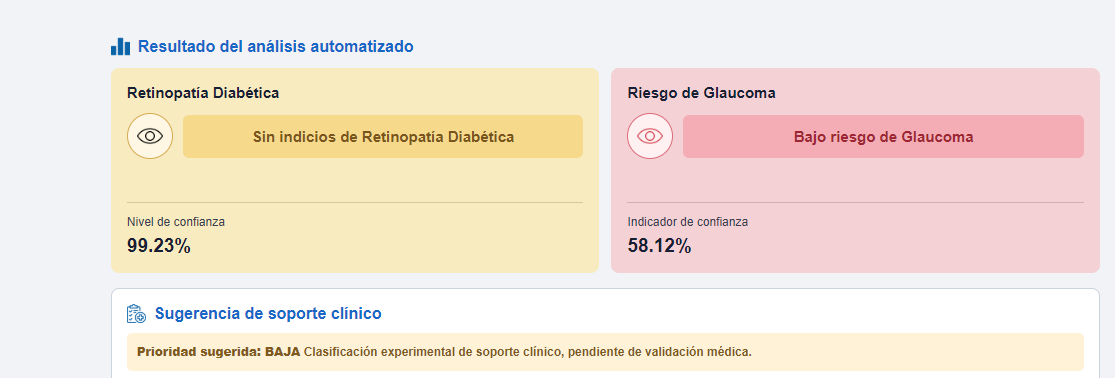 Resultado del análisis automatizado
Retinopatía Diabética
Sin indicios de Retinopatía Diabética
Nivel de confianza
99.23%
Riesgo de Glaucoma
Bajo riesgo de Glaucoma
Indicador de confianza
58.12%
Sugerencia de soporte clínico
Prioridad sugerida: BAJA Clasificación experimental de soporte clínico, pendiente de validación médica.